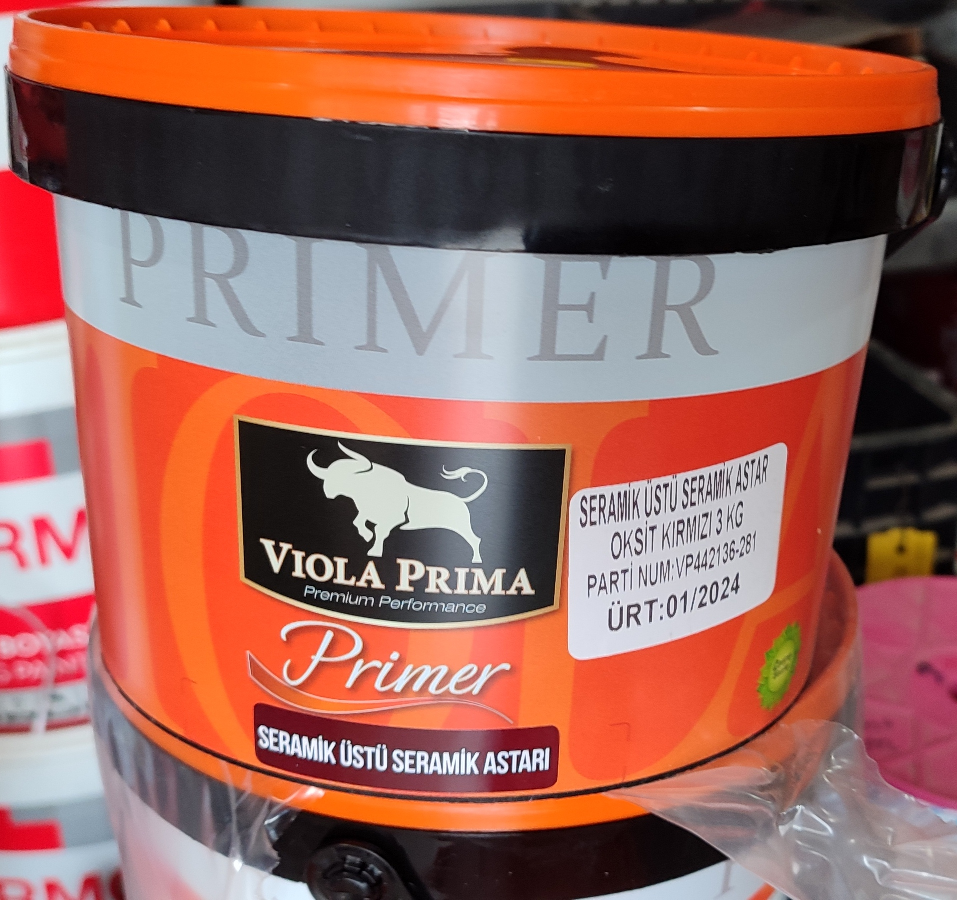 PRIMER
VIOLA PRIMA
Premium Performance
Primer
SERAMİK ÜSTÜ SERAMİK ASTARI
SERAMİK ÜSTÜ SERAMİK ASTAR
OKSİT KIRMIZI 3 KG
PARTİ NUM:VP442136-281
ÜRT:01/2024